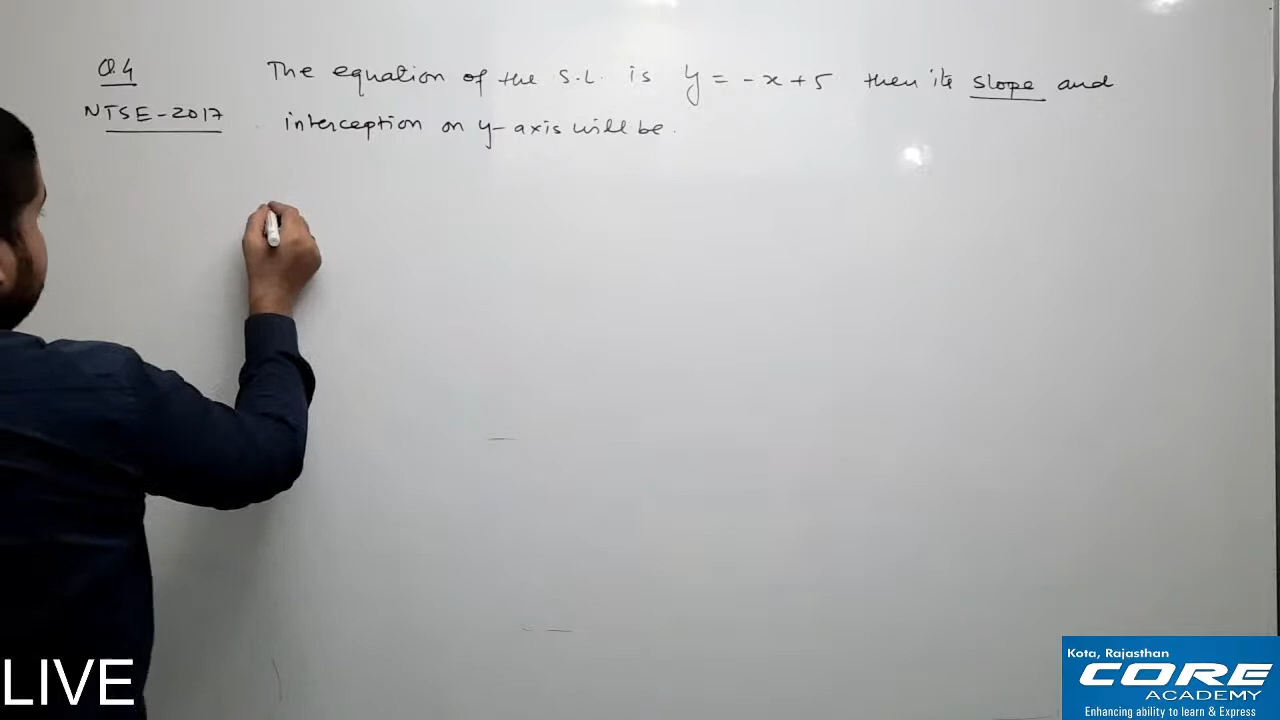 Q.4 The equation of the S.L. is y = -x+5 then its slope and
NTSE-2017 interception on y-axis will be.
LIVE
Kota, Rajasthan
CORE
ACADEMY
Enhancing ability to learn & Express